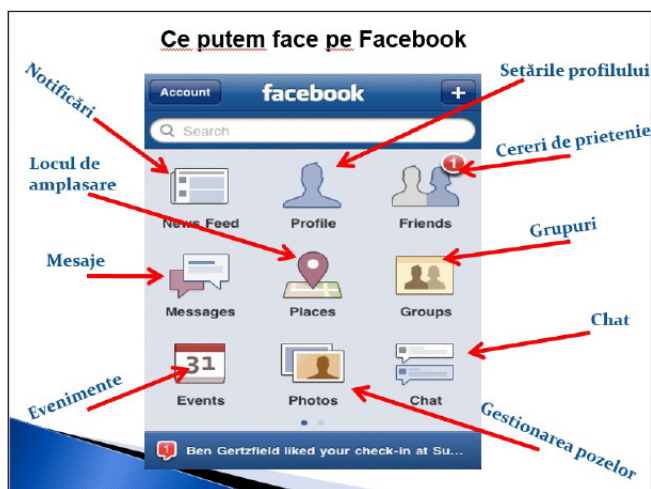 Ce putem face pe Facebook
Notificări
Setările profilului
Account
facebook
+
Search
Locul de
amplasare
Cereri de prietenie
1
News Feed
Profile
Friends
Mesaje
Grupuri
Messages
Places
Groups
Chat
31
Evenimente
Events
Photos
Chat
Gestionarea pozelor
1
Ben Gertzfield liked your check-in at Su...